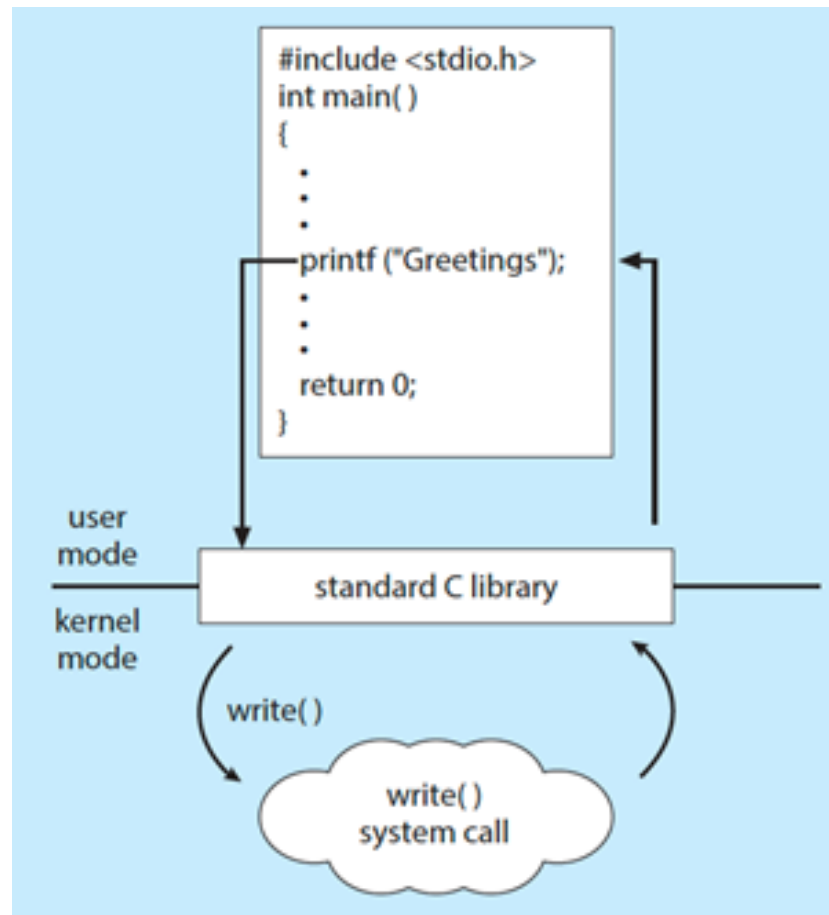 #include <stdio.h>
int main( )
{
•
•
•
printf ("Greetings");
•
•
•
return 0;
}
user
mode
standard C library
kernel
mode
write( )
write( )
system call